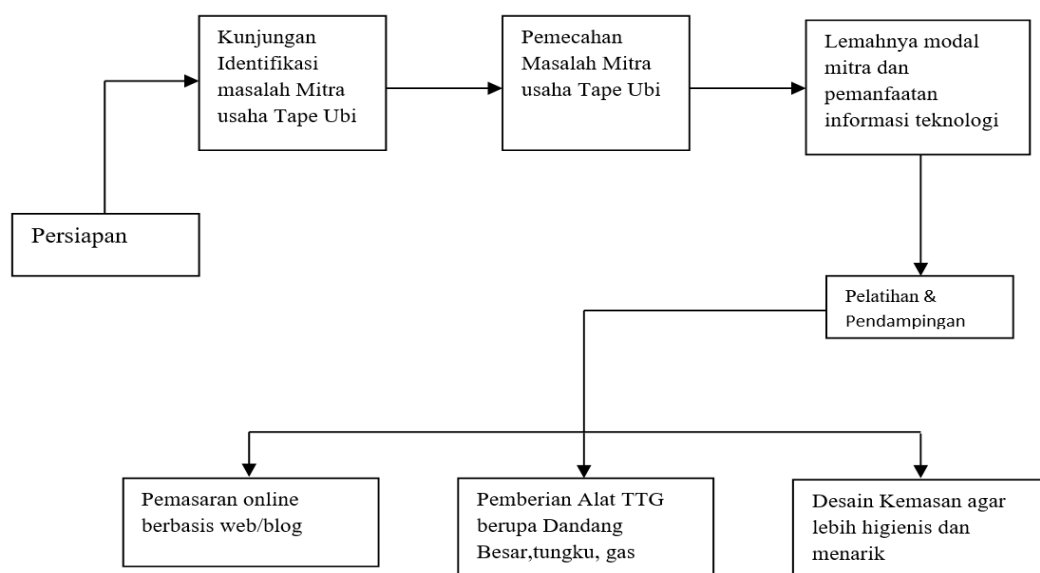 Kunjungan
Identifikasi
masalah Mitra
usaha Tape Ubi
Pemecahan
Masalah Mitra
usaha Tape Ubi
Lemahnya modal
mitra dan
pemanfaatan
informasi teknologi
Persiapan
Pelatihan &
Pendampingan
Pemasaran online
berbasis web/blog
Pemberian Alat TTG
berupa Dandang
Besar,tungku, gas
Desain Kemasan agar
lebih higienis dan
menarik